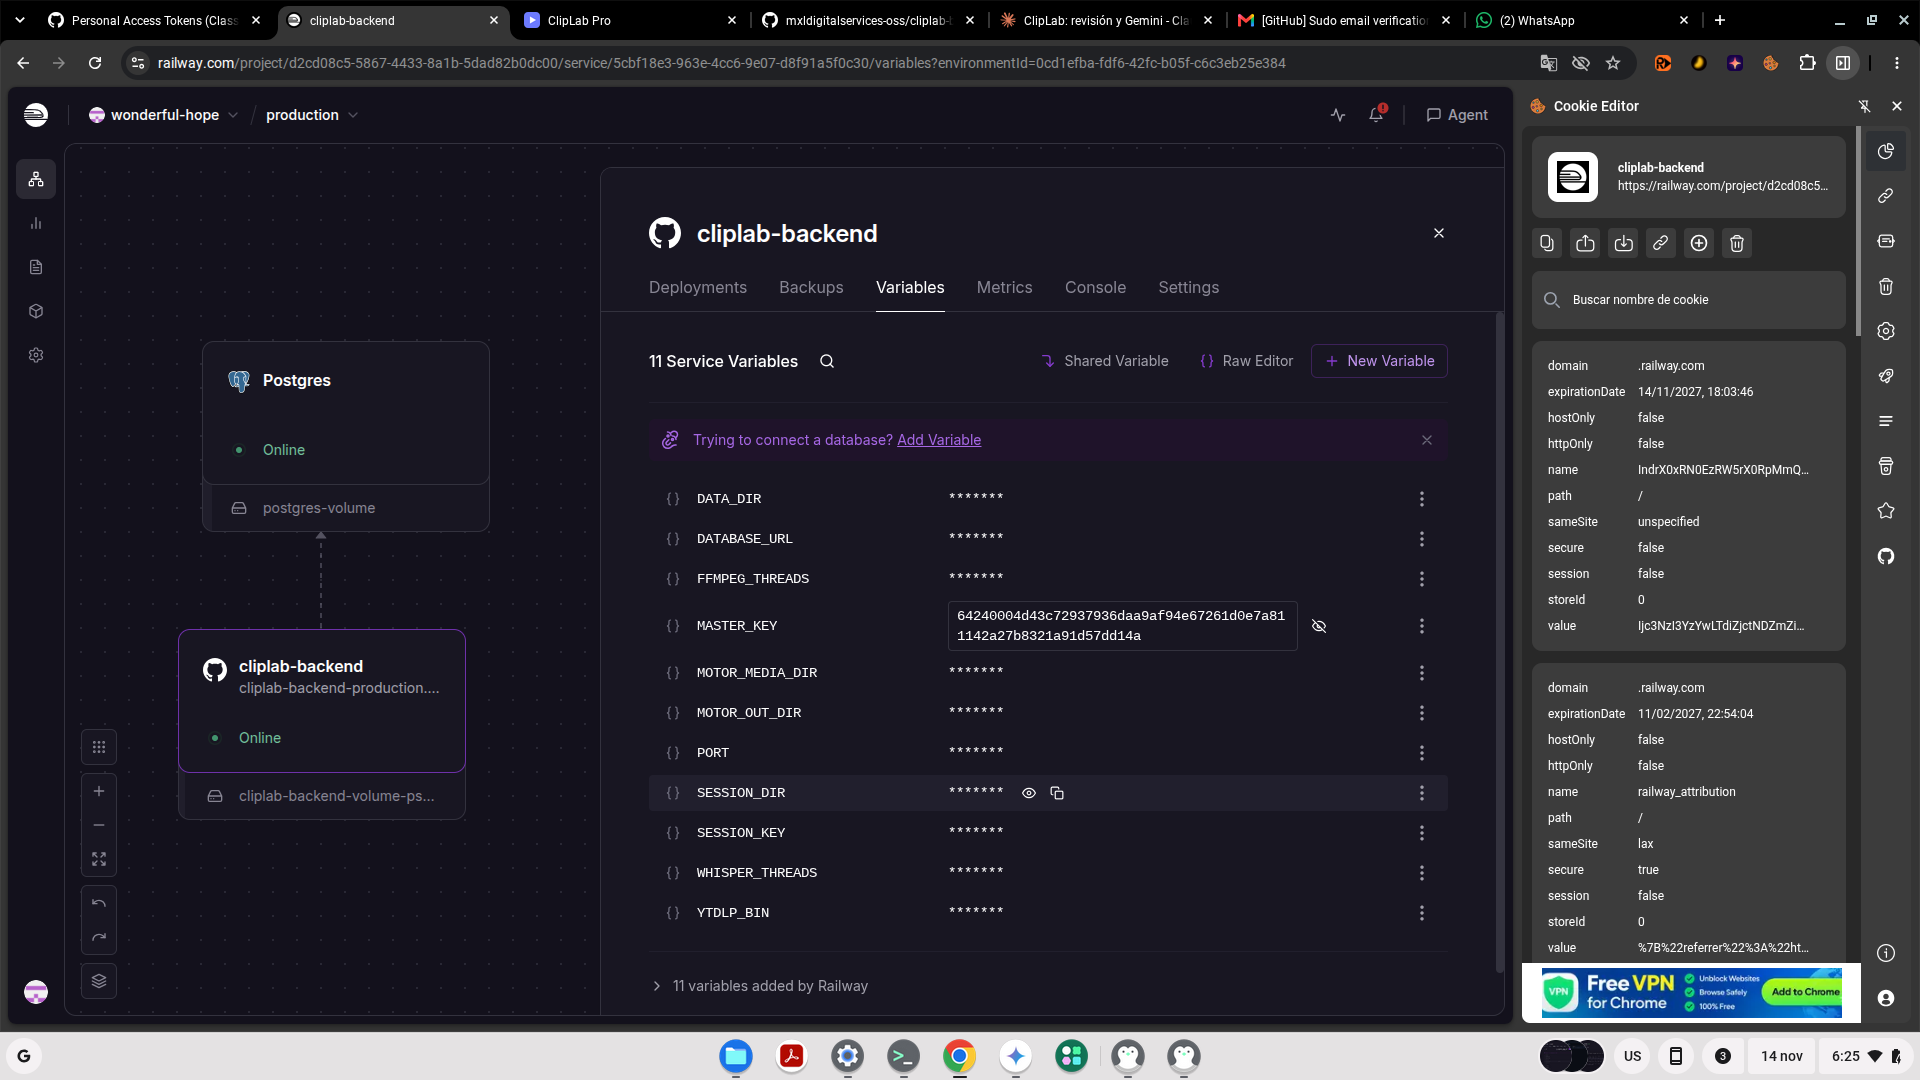 Personal Access Tokens (Class
cliplab-backend
ClipLab Pro
mxldigitalservices-oss/cliplab-b
ClipLab: revisión y Gemini - Cla
[GitHub] Sudo email verificatio
(2) WhatsApp
railway.com/project/d2cd08c5-5867-4433-8a1b-5dad82b0dc00/service/5cbf18e3-963e-4cc6-9e07-d8f91a5f0c30/variables?environmentId=0cd1efba-fdf6-42fc-b05f-c6c3eb25e384
wonderful-hope
production
Agent
Postgres
Online
postgres-volume
cliplab-backend
cliplab-backend-production....
Online
cliplab-backend-volume-ps...
cliplab-backend
Deployments Backups Variables Metrics Console Settings
11 Service Variables
Shared Variable
{} Raw Editor
+ New Variable
Trying to connect a database? Add Variable
{} DATA_DIR *******
{} DATABASE_URL *******
{} FFMPEG_THREADS *******
{} MASTER_KEY
64240004d43c72937936daa9af94e67261d0e7a81
1142a27b8321a91d57dd14a
{} MOTOR_MEDIA_DIR *******
{} MOTOR_OUT_DIR *******
{} PORT *******
{} SESSION_DIR *******
{} SESSION_KEY *******
{} WHISPER_THREADS *******
{} YTDLP_BIN *******
11 variables added by Railway
Cookie Editor
cliplab-backend
https://railway.com/project/d2cd08c5...
Buscar nombre de cookie
domain .railway.com
expirationDate 14/11/2027, 18:03:46
hostOnly false
httpOnly false
name IndrX0xRN0EzRW5rX0RpMmQ...
path /
sameSite unspecified
secure false
session false
storeId 0
value Ijc3NzI3YzYwLTdiZjctNDZmZi...
domain .railway.com
expirationDate 11/02/2027, 22:54:04
hostOnly false
httpOnly false
name railway_attribution
path /
sameSite lax
secure true
session false
storeId 0
value %7B%22referrer%22%3A%22ht...
VPN
Free VPN
for Chrome
Unblock Websites
Browse Safely
100% Free
Add to Chrome
G
US
3
14 nov
6:25